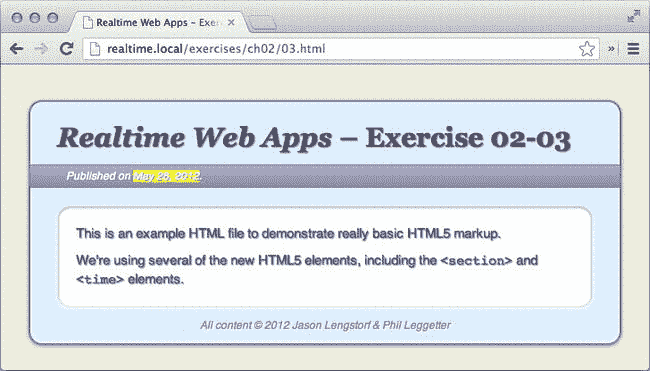 Realtime Web Apps – Exer
realtime.local/exercises/ch02/03.html
Realtime Web Apps – Exercise 02-03
Published on May 28, 2012.
This is an example HTML file to demonstrate really basic HTML5 markup.
We're using several of the new HTML5 elements, including the <section> and
<time> elements.
All content © 2012 Jason Lengstorf & Phil Leggetter